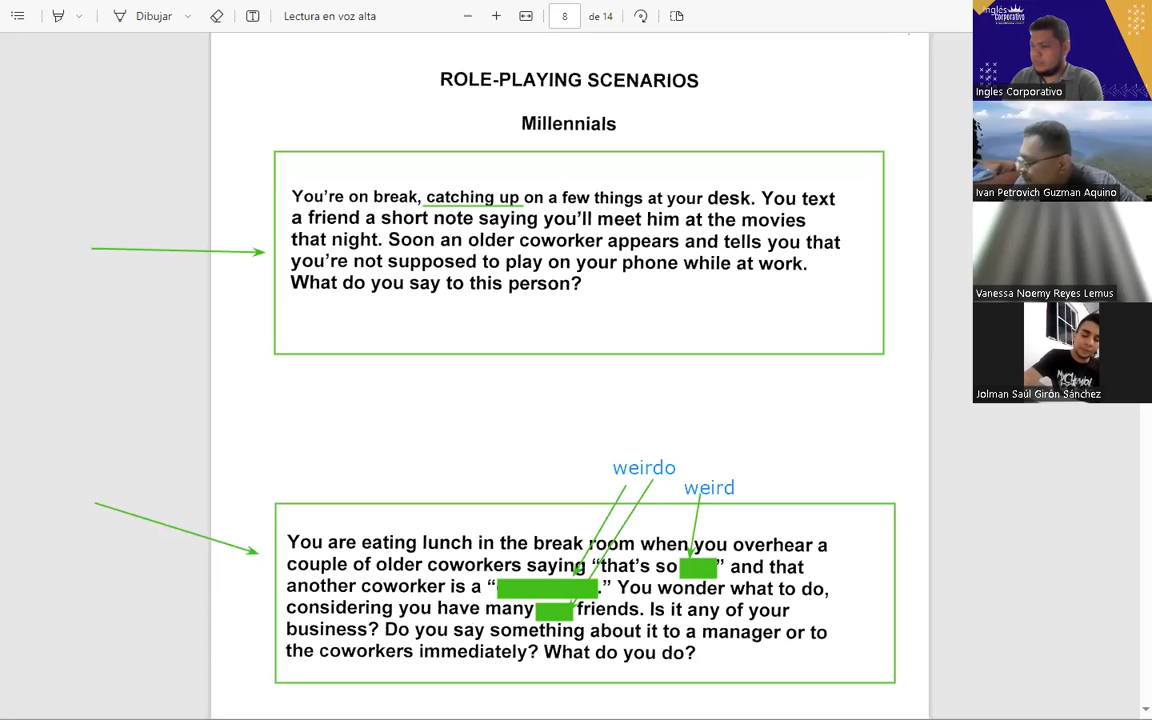 Dibujar
Lectura en voz alta
8
de 14
ROLE-PLAYING SCENARIOS
Millennials
You're on break, catching up on a few things at your desk. You text
a friend a short note saying you'll meet him at the movies
that night. Soon an older coworker appears and tells you that
you're not supposed to play on your phone while at work.
What do you say to this person?
weirdo
weird
You are eating lunch in the break room when you overhear a
couple of older coworkers saying “that's so ” and that
another coworker is a “ .” You wonder what to do,
considering you have many friends. Is it any of your
business? Do you say something about it to a manager or to
the coworkers immediately? What do you do?
Inglés
Corporativo
Ingles Corporativo
Ivan Petrovich Guzman Aquino
Vanessa Noemy Reyes Lemus
Jolman Saúl Girón Sánchez